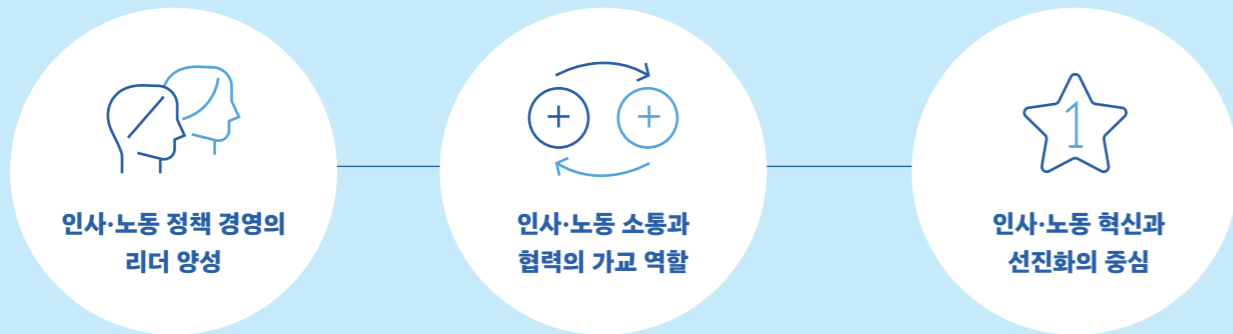 인사·노동 정책 경영의
리더 양성
인사·노동 소통과
협력의 가교 역할
1
인사·노동 혁신과
선진화의 중심